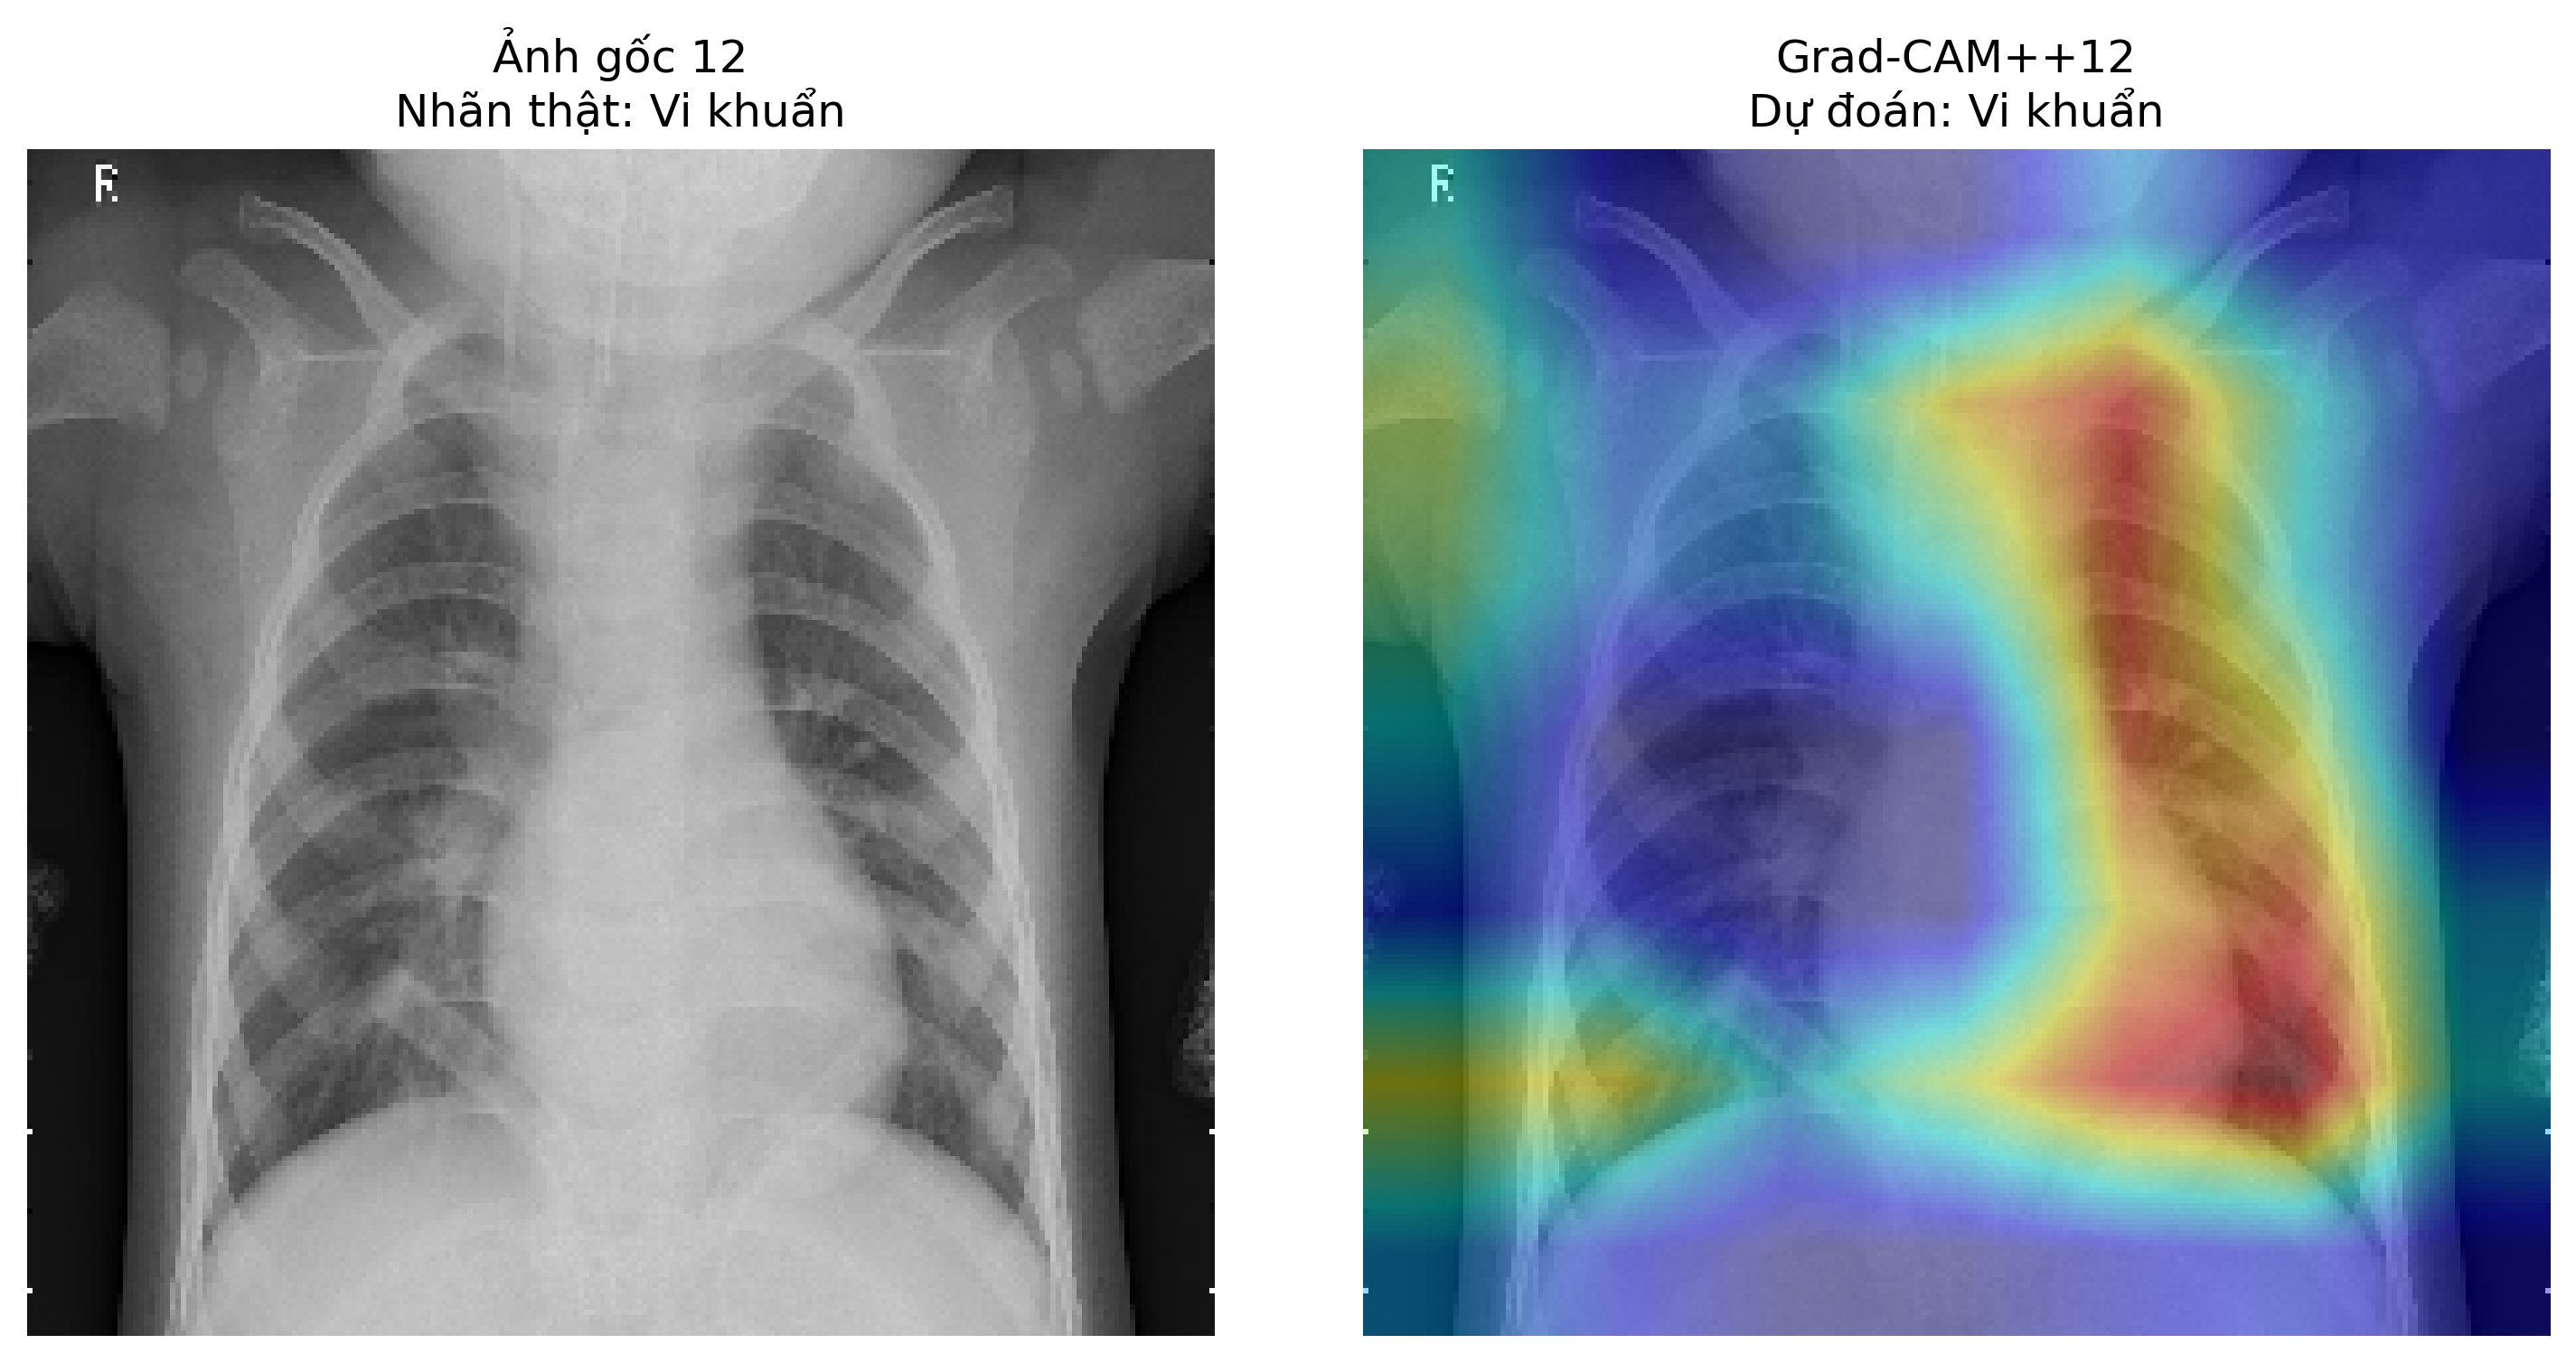 Ảnh gốc 12
Nhãn thật: Vi khuẩn
R
Grad-CAM++12
Dự đoán: Vi khuẩn
R